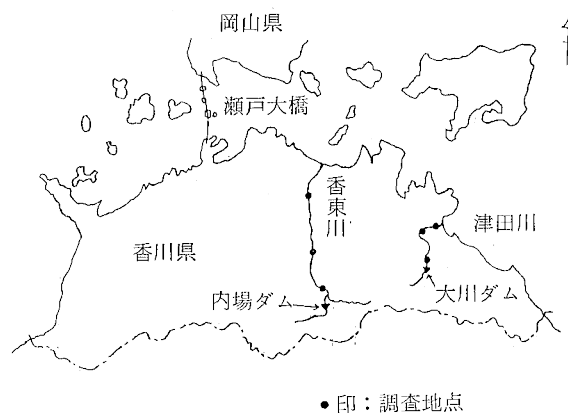 岡山県
瀬戸大橋
香東川
津田川
香川県
内場ダム
大川ダム
●印：調査地点